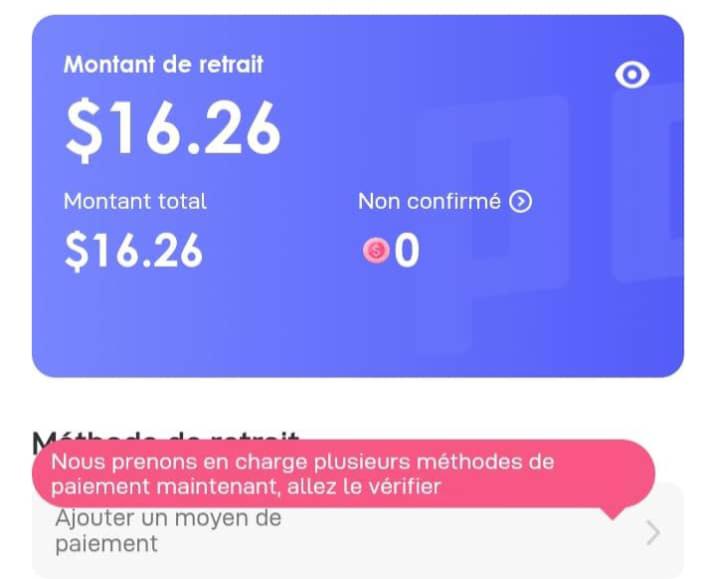 Montant de retrait
$16.26
Montant total
Non confirmé
$16.26
0
Méthode de retrait
Nous prenons en charge plusieurs méthodes de
paiement maintenant, allez le vérifier
Ajouter un moyen de
paiement